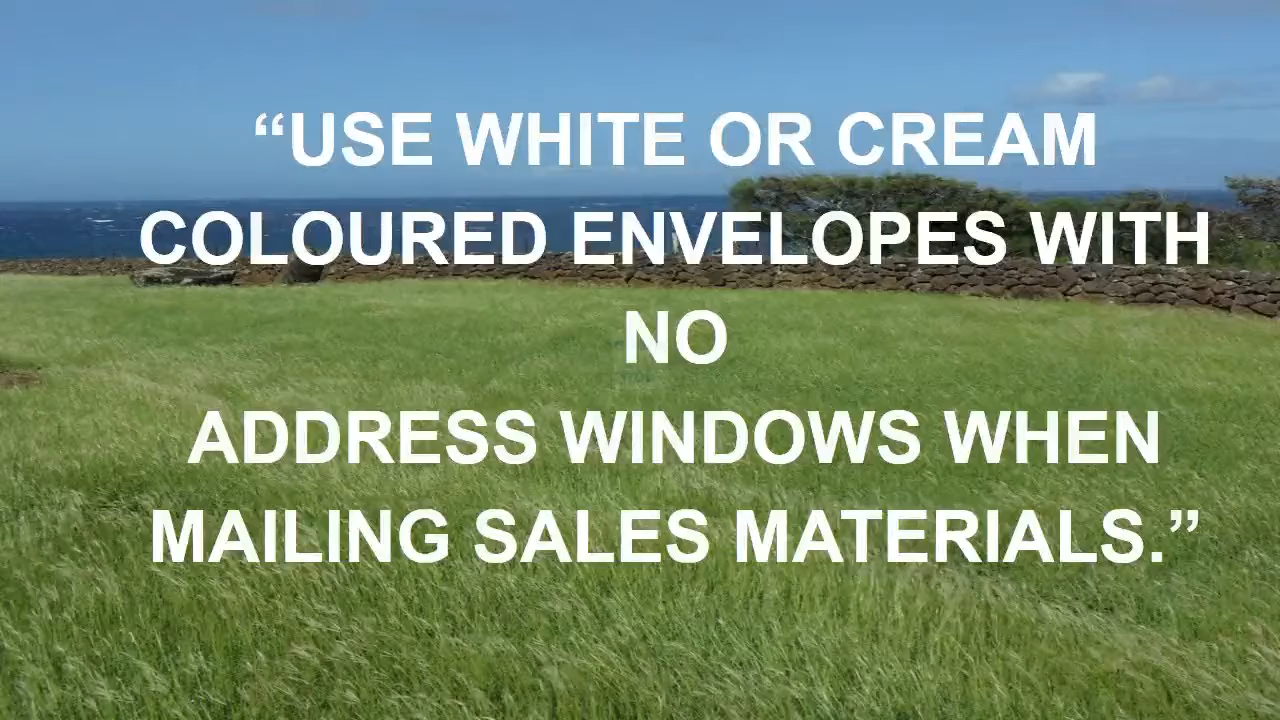 “USE WHITE OR CREAM
COLOURED ENVELOPES WITH
NO
ADDRESS WINDOWS WHEN
MAILING SALES MATERIALS.”